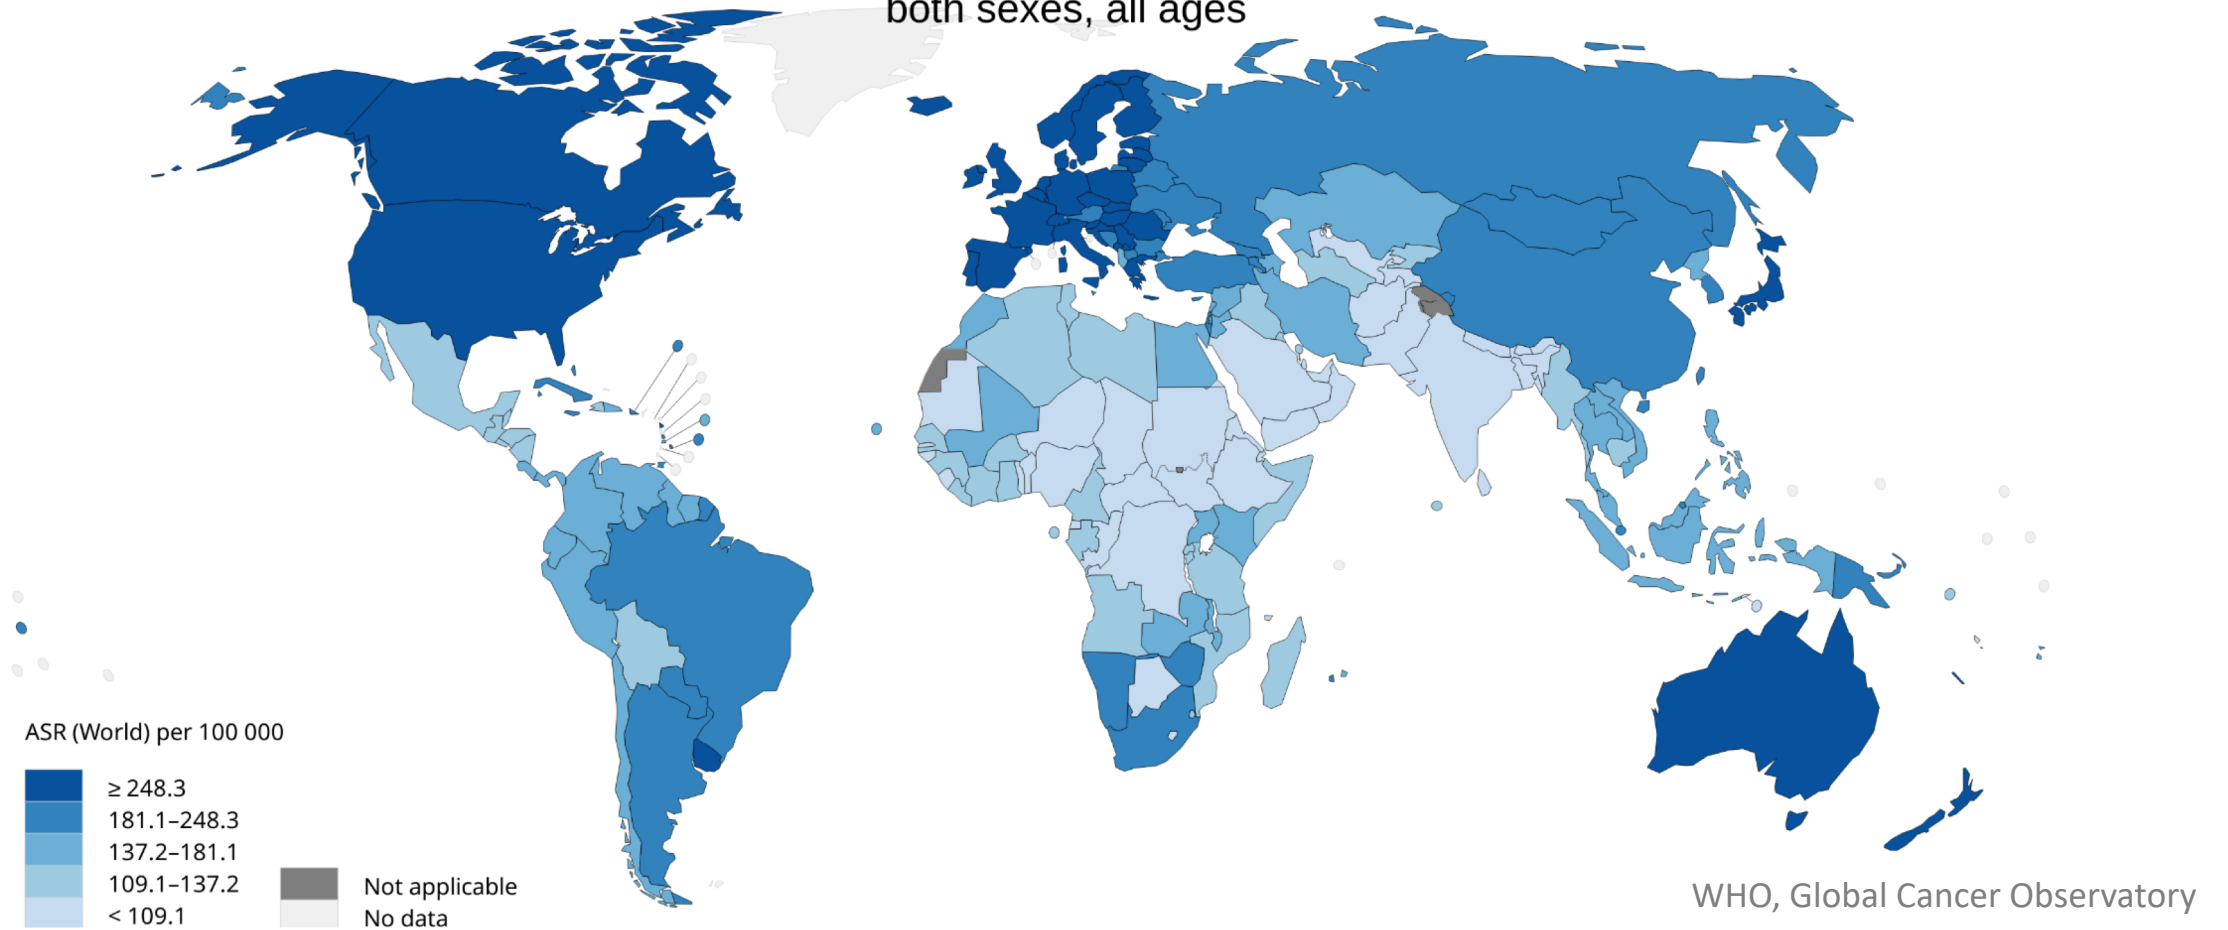 both sexes, all ages
ASR (World) per 100 000
≥ 248.3
181.1–248.3
137.2–181.1
109.1–137.2
< 109.1
Not applicable
No data
WHO, Global Cancer Observatory